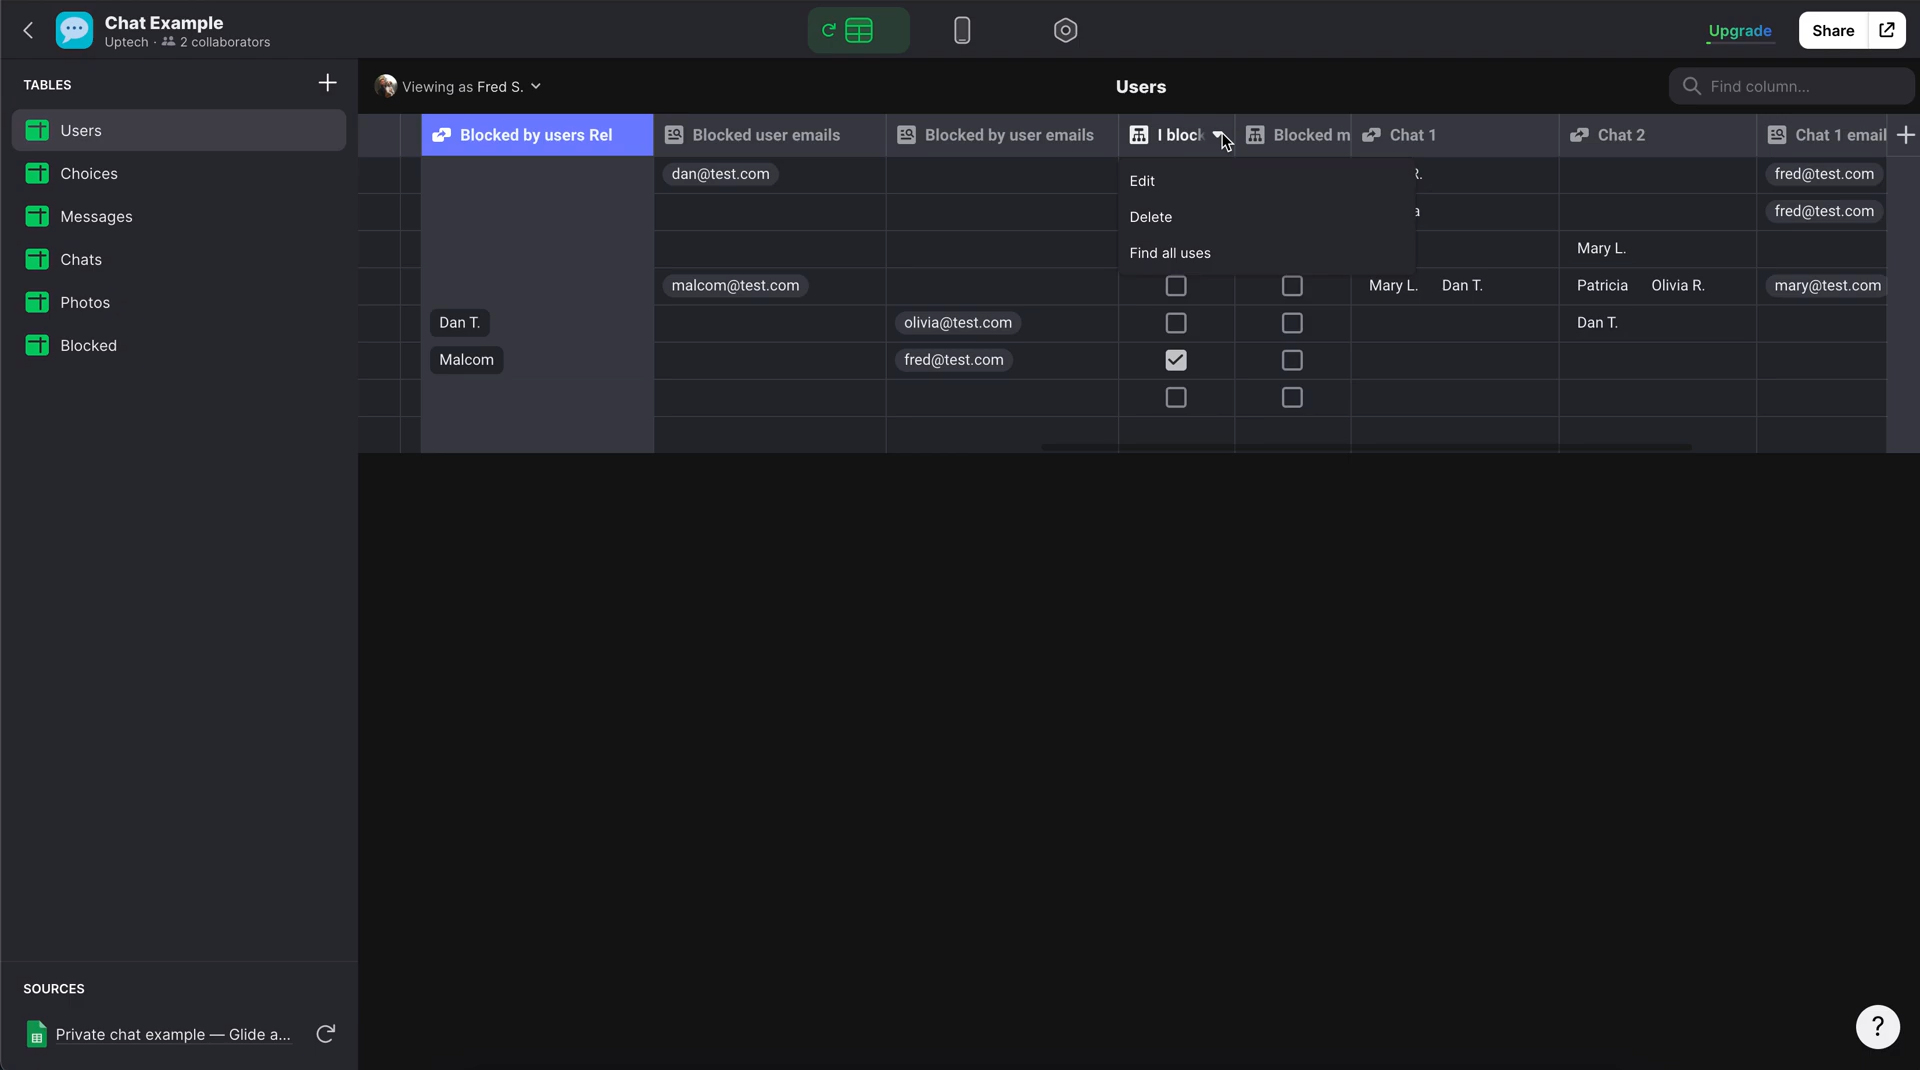 Chat Example
Uptech · 2 collaborators
Upgrade
Share
TABLES
Users
Choices
Messages
Chats
Photos
Blocked
SOURCES
Private chat example — Glide a...
Viewing as Fred S.
Users
Find column...
Blocked by users Rel Blocked user emails Blocked by user emails I block Blocked m Chat 1 Chat 2 Chat 1 email
dan@test.com R. fred@test.com
a fred@test.com
Mary L.
malcom@test.com Mary L. Dan T. Patricia Olivia R. mary@test.com
Dan T. olivia@test.com Dan T.
Malcom fred@test.com
Edit
Delete
Find all uses
?